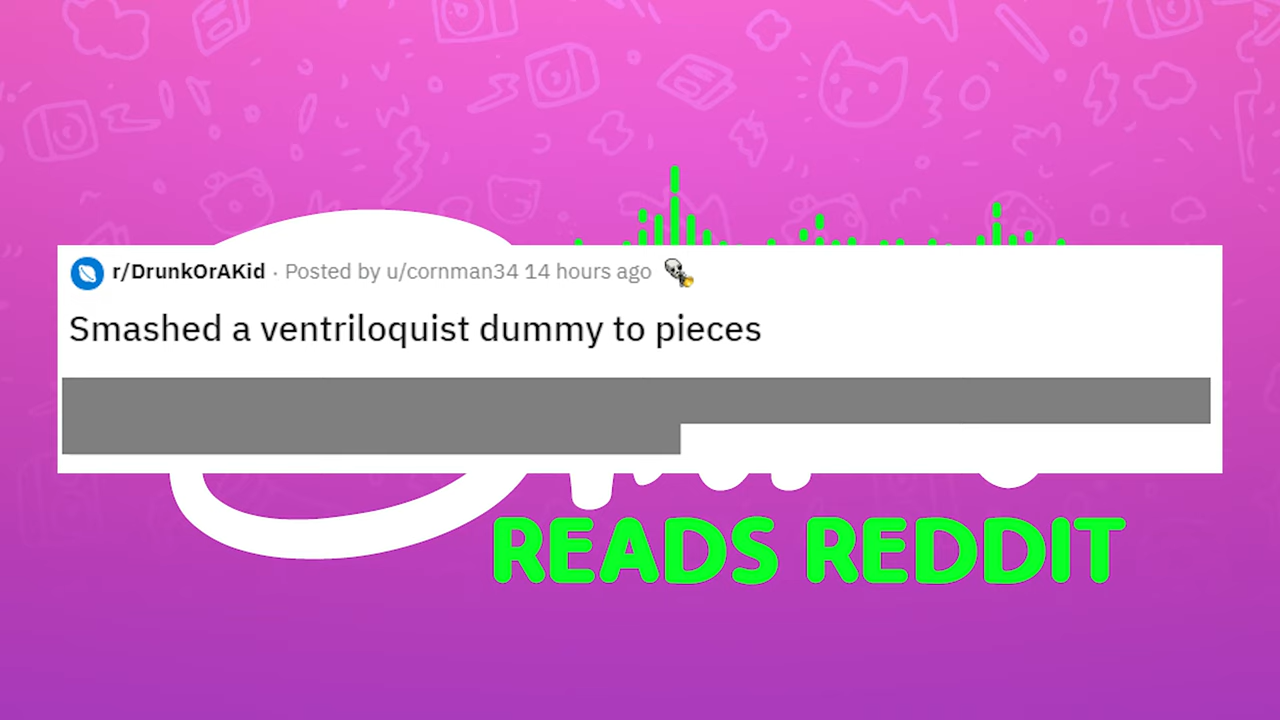 r/DrunkOrAKid · Posted by u/cornman34 14 hours ago
Smashed a ventriloquist dummy to pieces
READS REDDIT